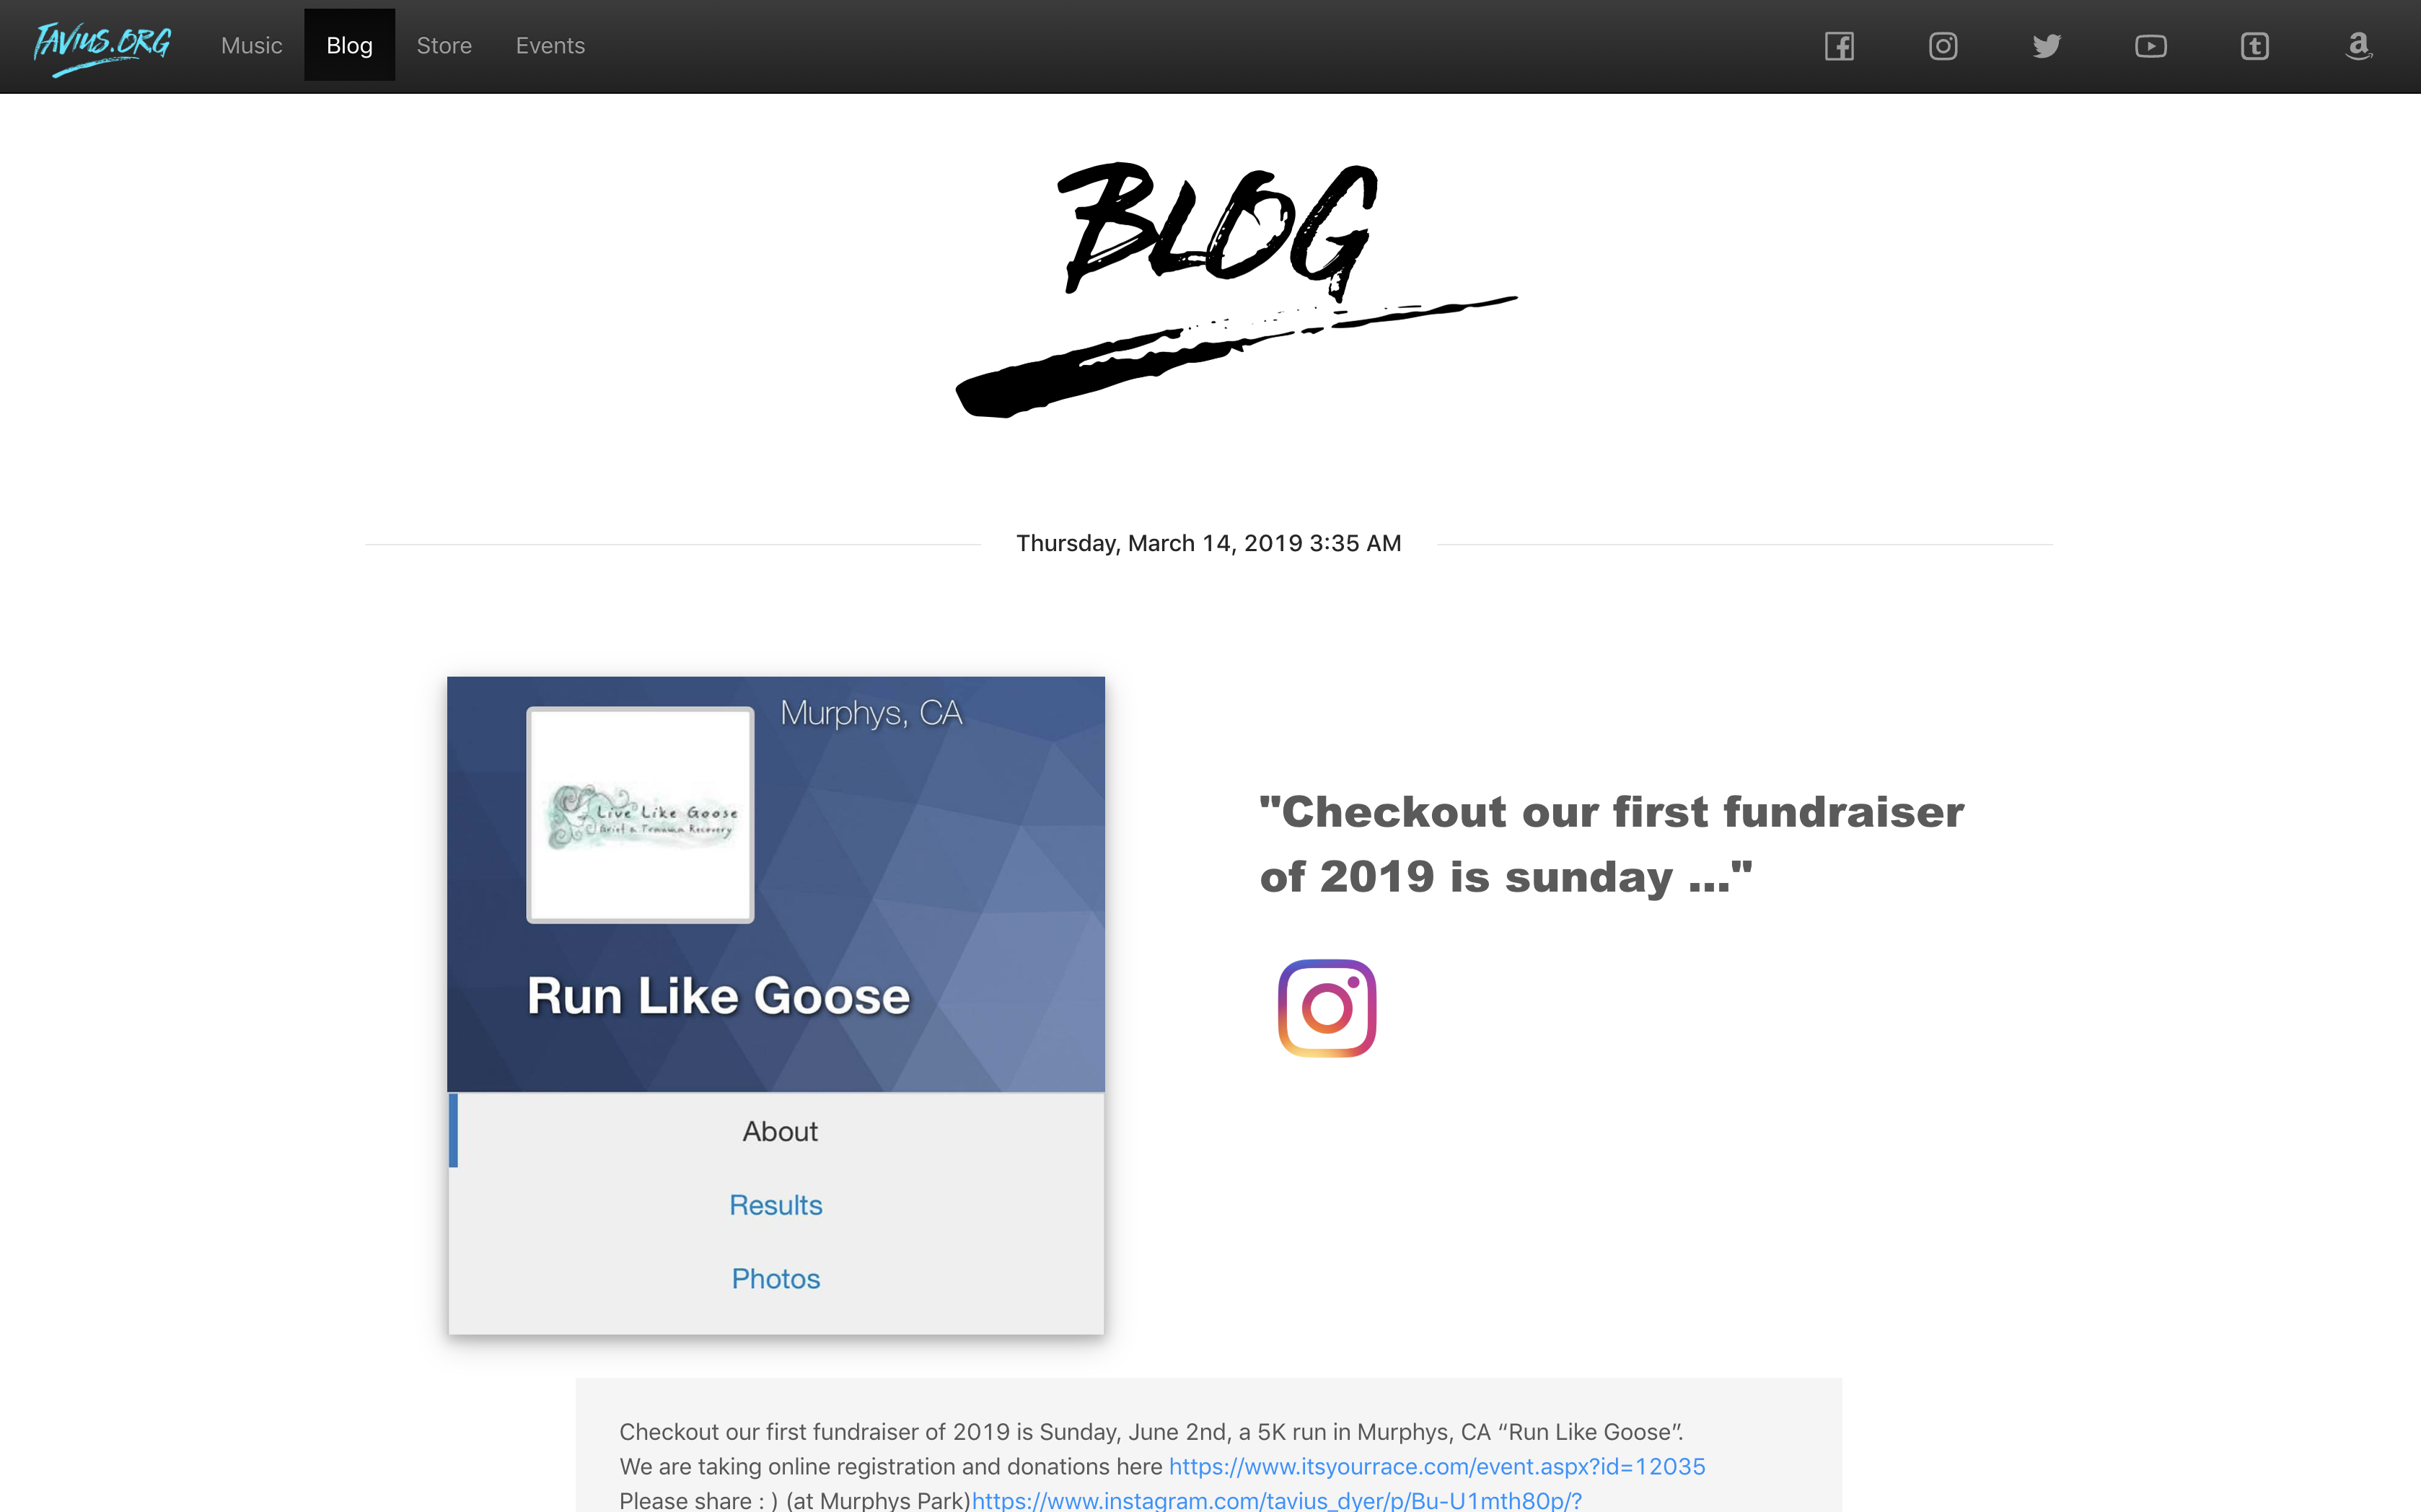 TAVIUS.ORG
Music
Blog
Store
Events
BLOG
Thursday, March 14, 2019 3:35 AM
Murphys, CA
Live Like Goose
Grief & Trauma Recovery
Run Like Goose
About
Results
Photos
"Checkout our first fundraiser
of 2019 is sunday ..."
Checkout our first fundraiser of 2019 is Sunday, June 2nd, a 5K run in Murphys, CA “Run Like Goose”.
We are taking online registration and donations here https://www.itsyourrace.com/event.aspx?id=12035
Please share : ) (at Murphys Park)https://www.instagram.com/tavius_dyer/p/Bu-U1mth80p/?